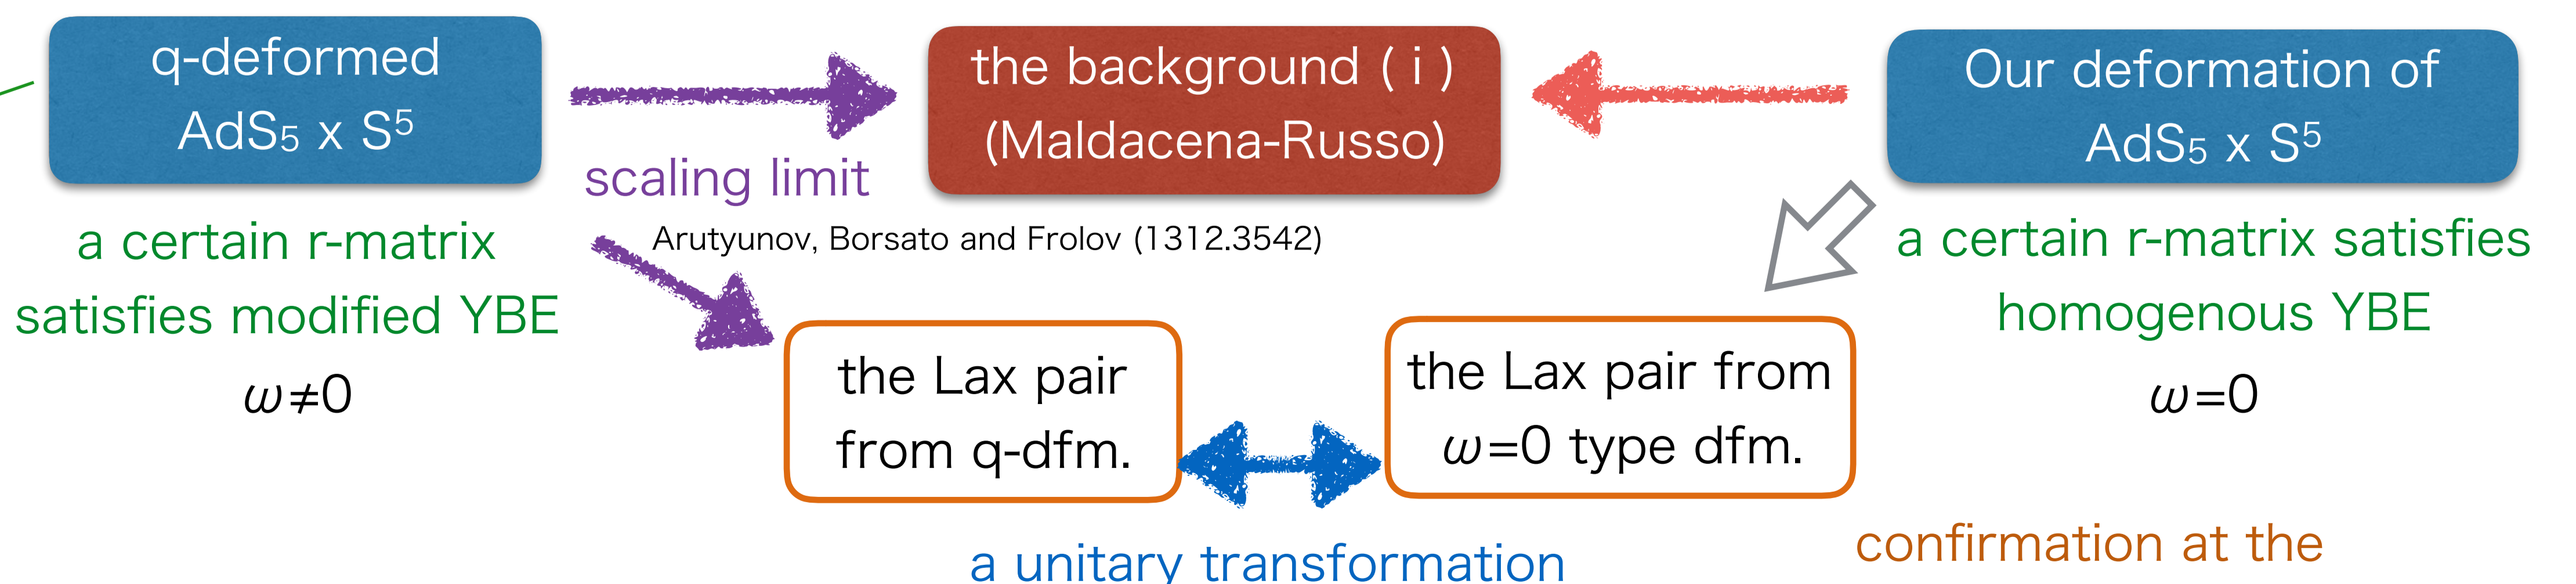 q-deformed
AdS₅ x S⁵
the background ( i )
(Maldacena-Russo)
Our deformation of
AdS₅ x S⁵
scaling limit
Arutyunov, Borsato and Frolov (1312.3542)
a certain r-matrix
satisfies modified YBE
ω≠0
a certain r-matrix satisfies
homogenous YBE
ω=0
the Lax pair
from q-dfm.
the Lax pair from
ω=0 type dfm.
a unitary transformation
confirmation at the